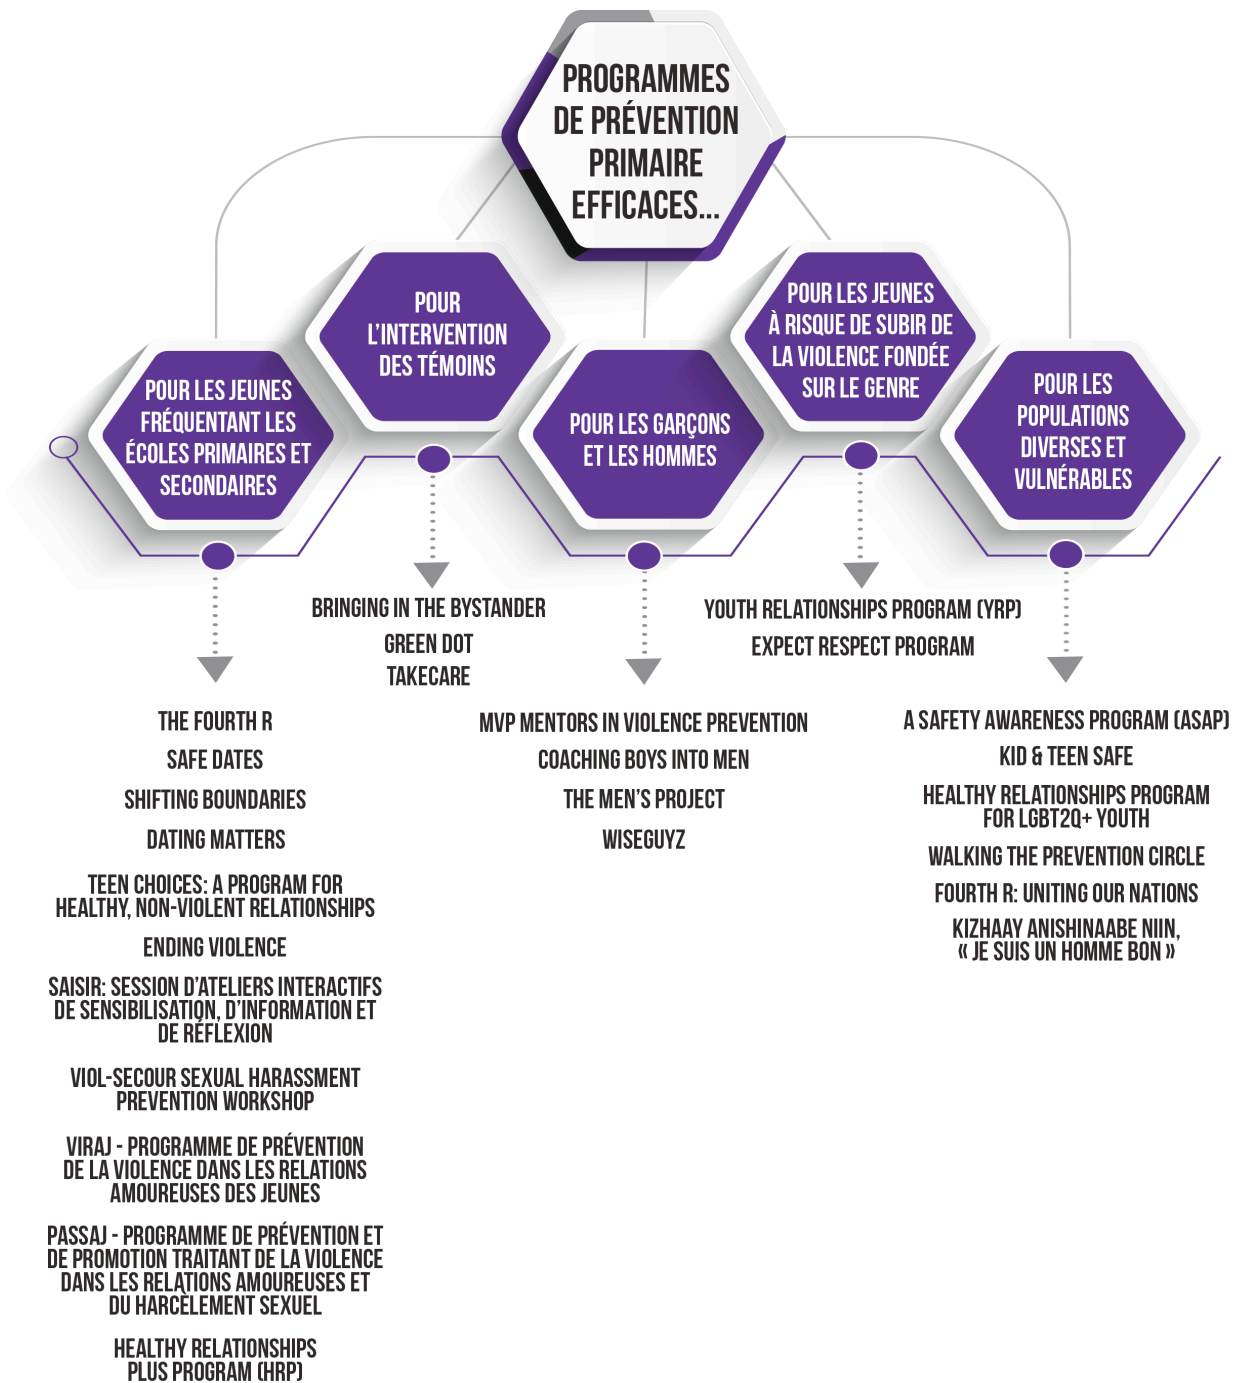 PROGRAMMES
DE PRÉVENTION
PRIMAIRE
EFFICACES...
POUR LES JEUNES
FRÉQUENTANT LES
ÉCOLES PRIMAIRES ET
SECONDAIRES
POUR
L'INTERVENTION
DES TÉMOINS
POUR LES GARÇONS
ET LES HOMMES
POUR LES JEUNES
À RISQUE DE SUBIR DE
LA VIOLENCE FONDÉE
SUR LE GENRE
POUR LES
POPULATIONS
DIVERSES ET
VULNÉRABLES
THE FOURTH R
SAFE DATES
SHIFTING BOUNDARIES
DATING MATTERS
TEEN CHOICES: A PROGRAM FOR
HEALTHY, NON-VIOLENT RELATIONSHIPS
ENDING VIOLENCE
SAISIR: SESSION D'ATELIERS INTERACTIFS
DE SENSIBILISATION, D'INFORMATION ET
DE RÉFLEXION
VIOL-SECOUR SEXUAL HARASSMENT
PREVENTION WORKSHOP
VIRAJ - PROGRAMME DE PRÉVENTION
DE LA VIOLENCE DANS LES RELATIONS
AMOUREUSES DES JEUNES
PASSAJ - PROGRAMME DE PRÉVENTION ET
DE PROMOTION TRAITANT DE LA VIOLENCE
DANS LES RELATIONS AMOUREUSES ET
DU HARCÈLEMENT SEXUEL
HEALTHY RELATIONSHIPS
PLUS PROGRAM (HRP)
BRINGING IN THE BYSTANDER
GREEN DOT
TAKECARE
MVP MENTORS IN VIOLENCE PREVENTION
COACHING BOYS INTO MEN
THE MEN'S PROJECT
WISEGUYZ
YOUTH RELATIONSHIPS PROGRAM (YRP)
EXPECT RESPECT PROGRAM
A SAFETY AWARENESS PROGRAM (ASAP)
KID & TEEN SAFE
HEALTHY RELATIONSHIPS PROGRAM
FOR LGBT2Q+ YOUTH
WALKING THE PREVENTION CIRCLE
FOURTH R: UNITING OUR NATIONS
KIZHAAY ANISHINAABE NIIN,
« JE SUIS UN HOMME BON »